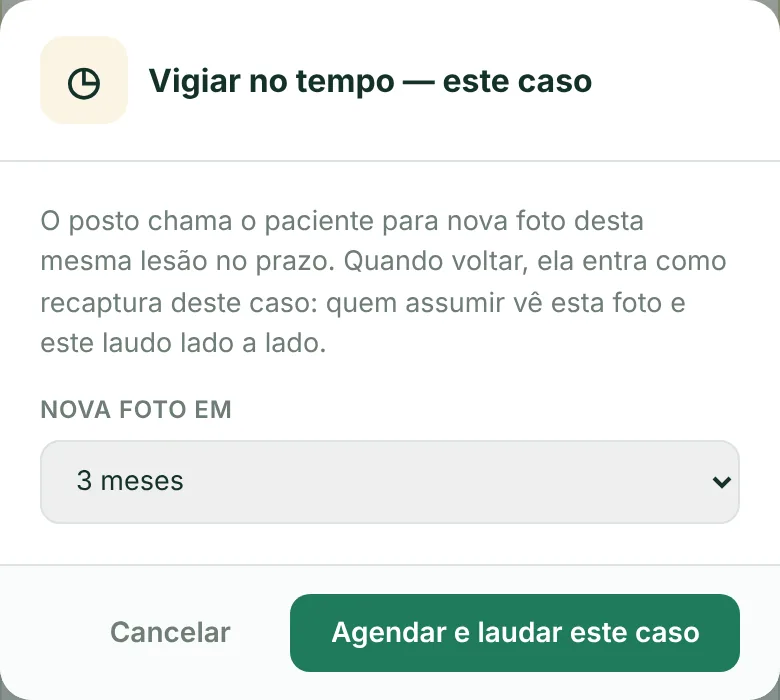 Vigiar no tempo — este caso
O posto chama o paciente para nova foto desta
mesma lesão no prazo. Quando voltar, ela entra como
recaptura deste caso: quem assumir vê esta foto e
este laudo lado a lado.
NOVA FOTO EM
3 meses
Cancelar
Agendar e laudar este caso